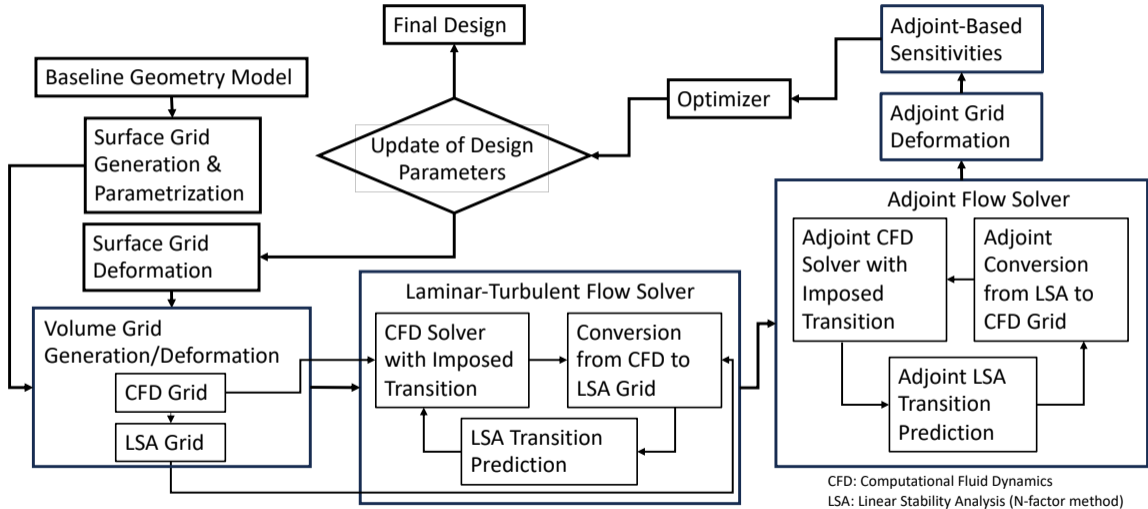 Final Design
Baseline Geometry Model
Surface Grid
Generation &
Parametrization
Surface Grid
Deformation
Volume Grid
Generation/Deformation
CFD Grid
LSA Grid
Update of Design
Parameters
Optimizer
Adjoint-Based
Sensitivities
Adjoint Grid
Deformation
Laminar-Turbulent Flow Solver
CFD Solver
with Imposed
Transition
Conversion
from CFD to
LSA Grid
LSA Transition
Prediction
Adjoint Flow Solver
Adjoint CFD
Solver with
Imposed
Transition
Adjoint
Conversion
from LSA to
CFD Grid
Adjoint LSA
Transition
Prediction
CFD: Computational Fluid Dynamics
LSA: Linear Stability Analysis (N-factor method)